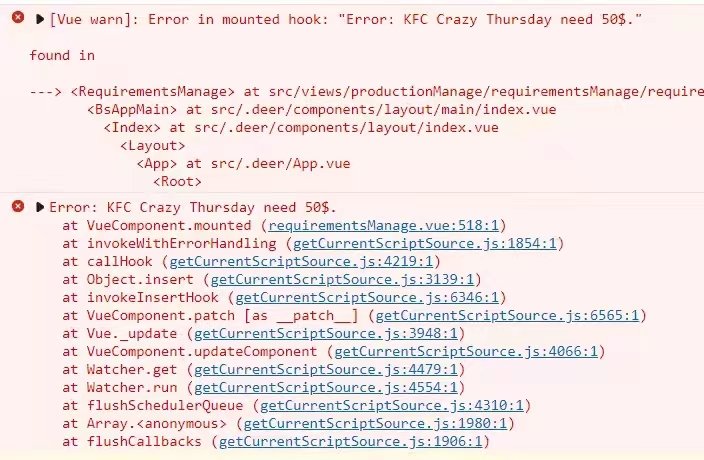 [Vue warn]: Error in mounted hook: "Error: KFC Crazy Thursday need 50$."
found in
---> <RequirementsManage> at src/views/productionManage/requirementsManage/require
<BsAppMain> at src/.deer/components/layout/main/index.vue
<Index> at src/.deer/components/layout/index.vue
<Layout>
<App> at src/.deer/App.vue
<Root>
Error: KFC Crazy Thursday need 50$.
at VueComponent.mounted (requirementsManage.vue:518:1)
at invokeWithErrorHandling (getCurrentScriptSource.js:1854:1)
at callHook (getCurrentScriptSource.js:4219:1)
at Object.insert (getCurrentScriptSource.js:3139:1)
at invokeInsertHook (getCurrentScriptSource.js:6346:1)
at VueComponent.patch [as __patch__] (getCurrentScriptSource.js:6565:1)
at Vue._update (getCurrentScriptSource.js:3948:1)
at VueComponent.updateComponent (getCurrentScriptSource.js:4066:1)
at Watcher.get (getCurrentScriptSource.js:4479:1)
at Watcher.run (getCurrentScriptSource.js:4554:1)
at flushSchedulerQueue (getCurrentScriptSource.js:4310:1)
at Array.<anonymous> (getCurrentScriptSource.js:1980:1)
at flushCallbacks (getCurrentScriptSource.js:1906:1)